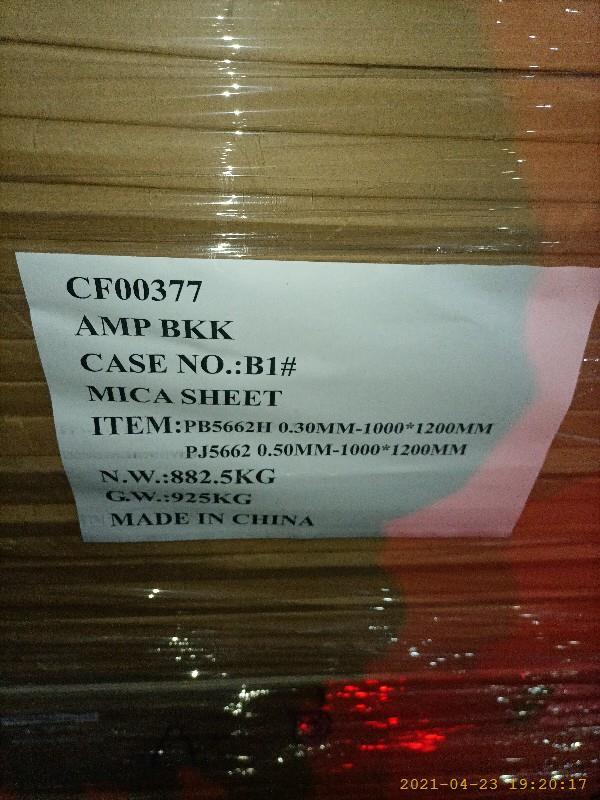 CF00377
AMP BKK
CASE NO.:B1#
MICA SHEET
ITEM:PB5662H 0.30MM-1000*1200MM
PJ5662 0.50MM-1000*1200MM
N.W.:882.5KG
G.W.:925KG
MADE IN CHINA
2021-04-23 19:20:17